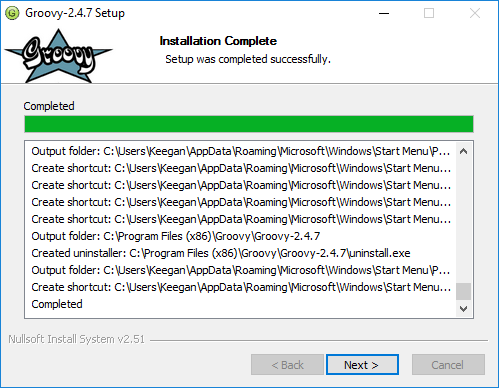 Groovy-2.4.7 Setup
Groovy
Installation Complete
Setup was completed successfully.
Completed
Output folder: C:\Users\Keegan\AppData\Roaming\Microsoft\Windows\Start Menu\P...
Create shortcut: C:\Users\Keegan\AppData\Roaming\Microsoft\Windows\Start Menu...
Create shortcut: C:\Users\Keegan\AppData\Roaming\Microsoft\Windows\Start Menu...
Create shortcut: C:\Users\Keegan\AppData\Roaming\Microsoft\Windows\Start Menu...
Create shortcut: C:\Users\Keegan\AppData\Roaming\Microsoft\Windows\Start Menu...
Output folder: C:\Program Files (x86)\Groovy\Groovy-2.4.7
Created uninstaller: C:\Program Files (x86)\Groovy\Groovy-2.4.7\uninstall.exe
Output folder: C:\Users\Keegan\AppData\Roaming\Microsoft\Windows\Start Menu\P...
Create shortcut: C:\Users\Keegan\AppData\Roaming\Microsoft\Windows\Start Menu...
Completed
Nullsoft Install System v2.51
< Back
Next >
Cancel